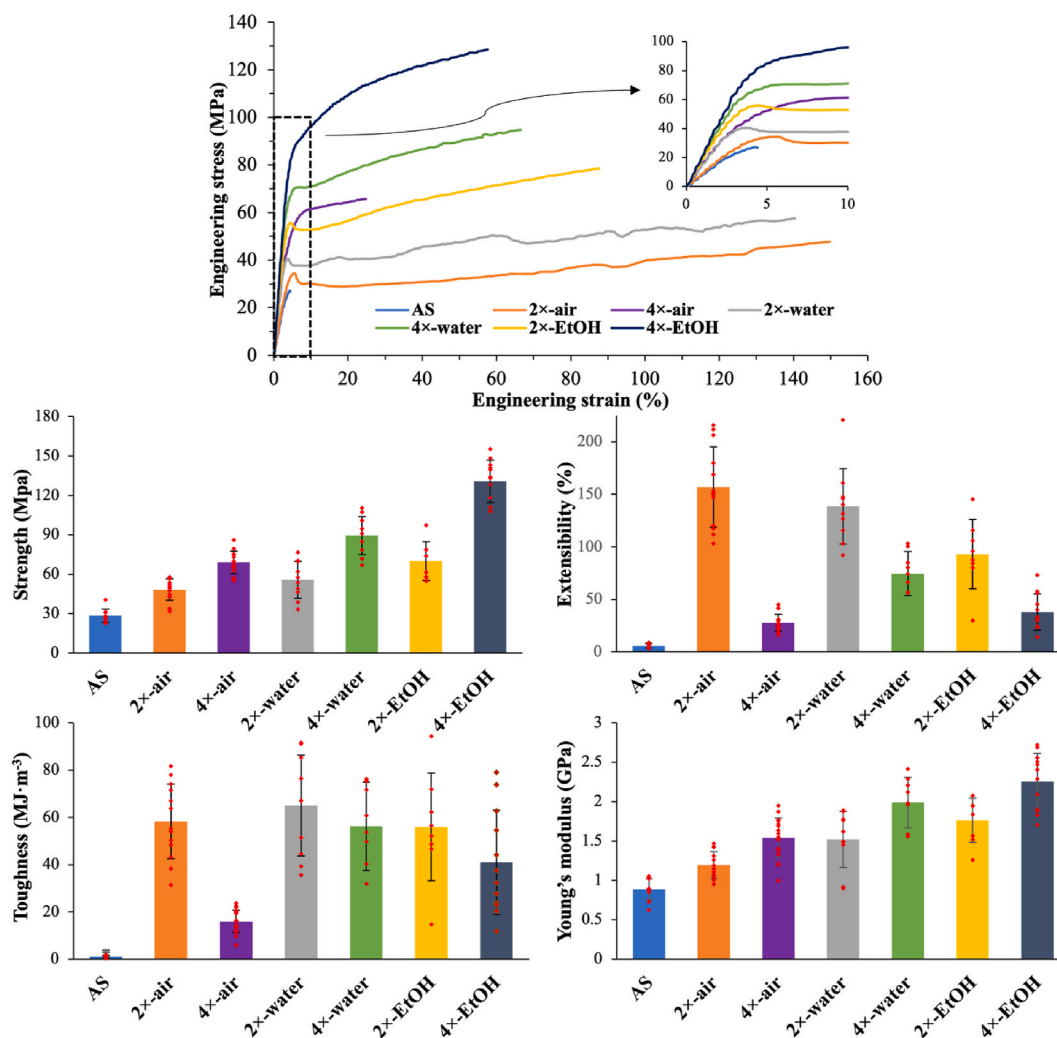 140
120
100
80
60
40
20
0
Engineering stress (MPa)
0 20 40 60 80 100 120 140 160
Engineering strain (%)
AS 2×-air 4×-air 2×-water
4×-water 2×-EtOH 4×-EtOH
100
80
60
40
20
0
0 5 10
180
150
120
90
60
30
0
Strength (Mpa)
AS 2×-air 4×-air 2×-water 4×-water 2×-EtOH 4×-EtOH
200
150
100
50
0
Extensibility (%)
AS 2×-air 4×-air 2×-water 4×-water 2×-EtOH 4×-EtOH
100
80
60
40
20
0
Toughness (MJ·m⁻³)
AS 2×-air 4×-air 2×-water 4×-water 2×-EtOH 4×-EtOH
3
2.5
2
1.5
1
0.5
0
Young's modulus (GPa)
AS 2×-air 4×-air 2×-water 4×-water 2×-EtOH 4×-EtOH